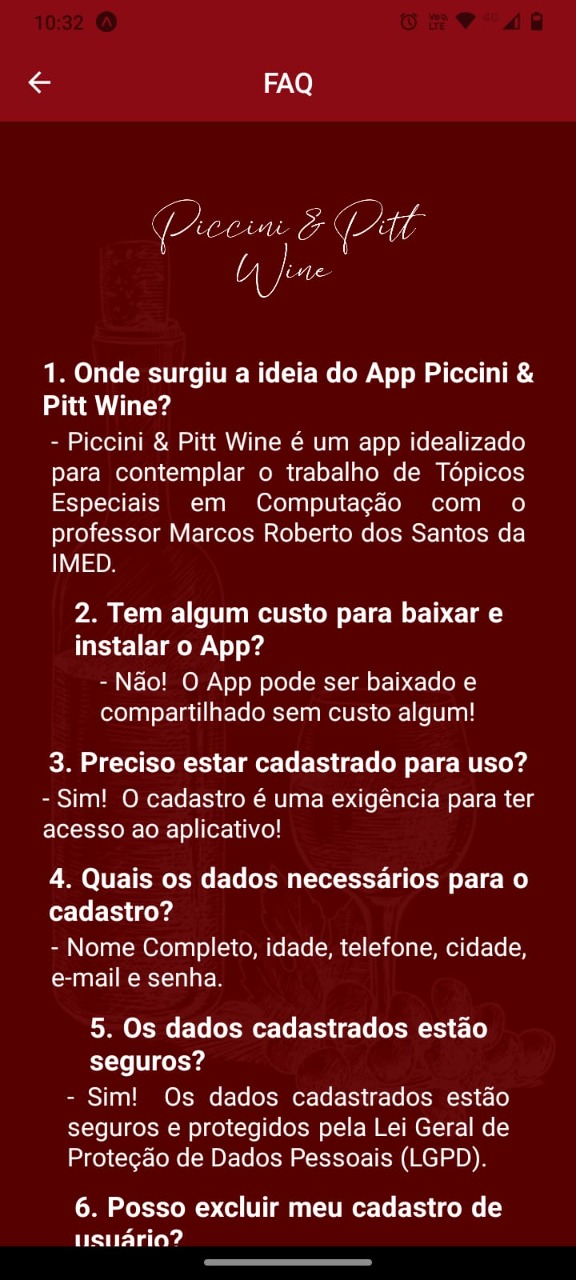 10:32
Vo))
LTE
4G
FAQ
Piccini & Pitt
Wine
1. Onde surgiu a ideia do App Piccini &
Pitt Wine?
- Piccini & Pitt Wine é um app idealizado
para contemplar o trabalho de Tópicos
Especiais em Computação com o
professor Marcos Roberto dos Santos da
IMED.
2. Tem algum custo para baixar e
instalar o App?
- Não! O App pode ser baixado e
compartilhado sem custo algum!
3. Preciso estar cadastrado para uso?
- Sim! O cadastro é uma exigência para ter
acesso ao aplicativo!
4. Quais os dados necessários para o
cadastro?
- Nome Completo, idade, telefone, cidade,
e-mail e senha.
5. Os dados cadastrados estão
seguros?
- Sim! Os dados cadastrados estão
seguros e protegidos pela Lei Geral de
Proteção de Dados Pessoais (LGPD).
6. Posso excluir meu cadastro de
usuário?